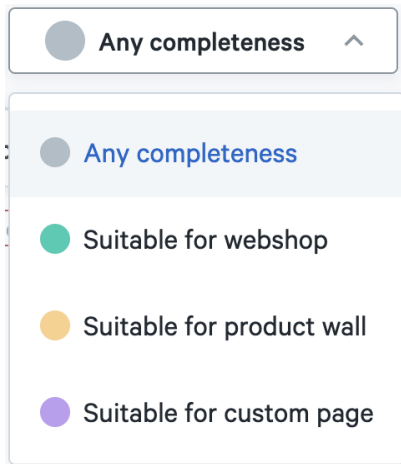 Any completeness
Any completeness
Suitable for webshop
Suitable for product wall
Suitable for custom page